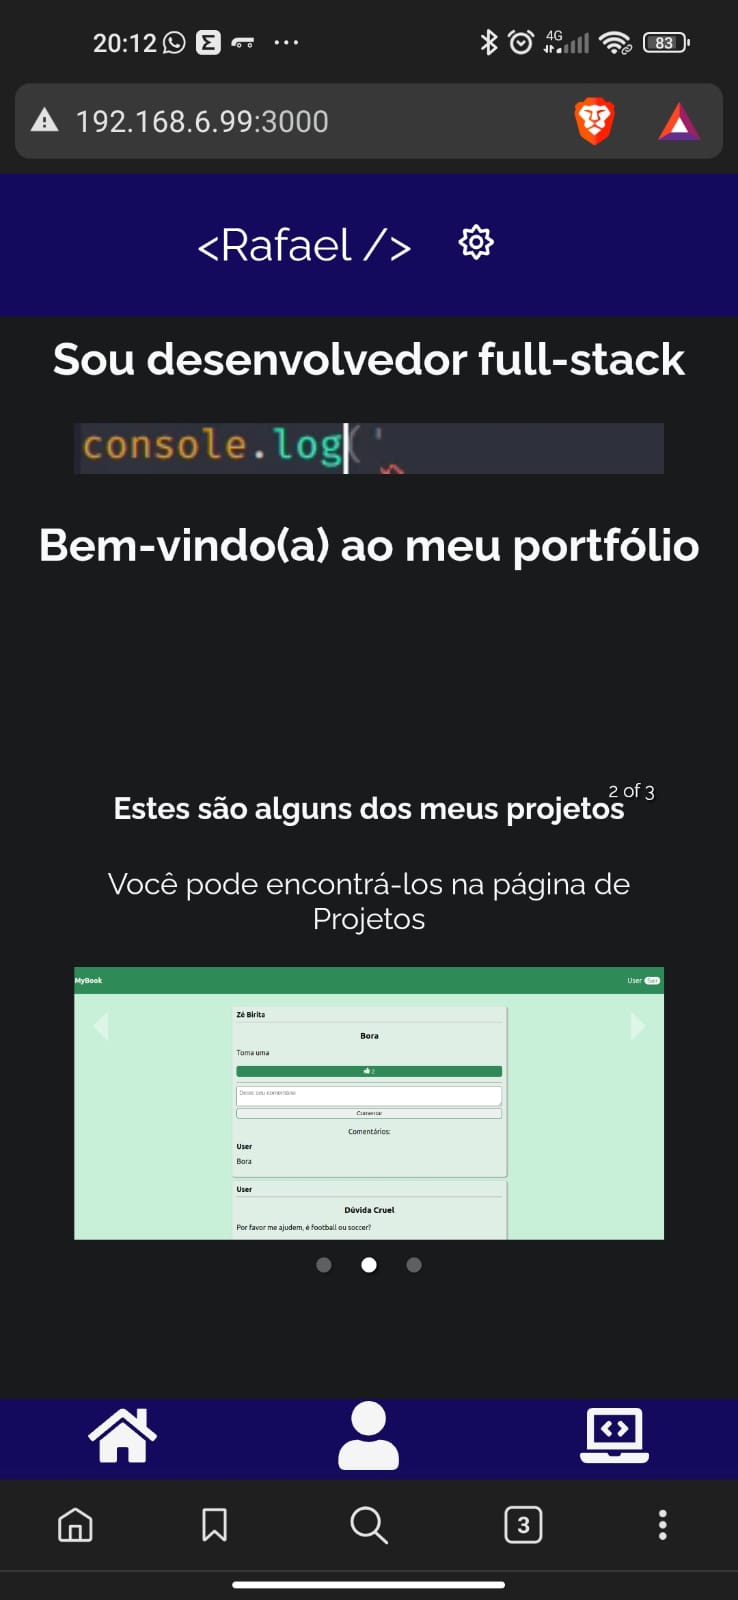 20:12
4G
83
192.168.6.99:3000
<Rafael />
Sou desenvolvedor full-stack
console.log('
Bem-vindo(a) ao meu portfólio
2 of 3
Estes são alguns dos meus projetos
Você pode encontrá-los na página de
Projetos
MyBook
User Sair
Zé Birita
Bora
Toma uma
2
Deixe seu comentário
Comentar
Comentários:
User
Bora
User
Dúvida Cruel
Por favor me ajudem, é football ou soccer?
3